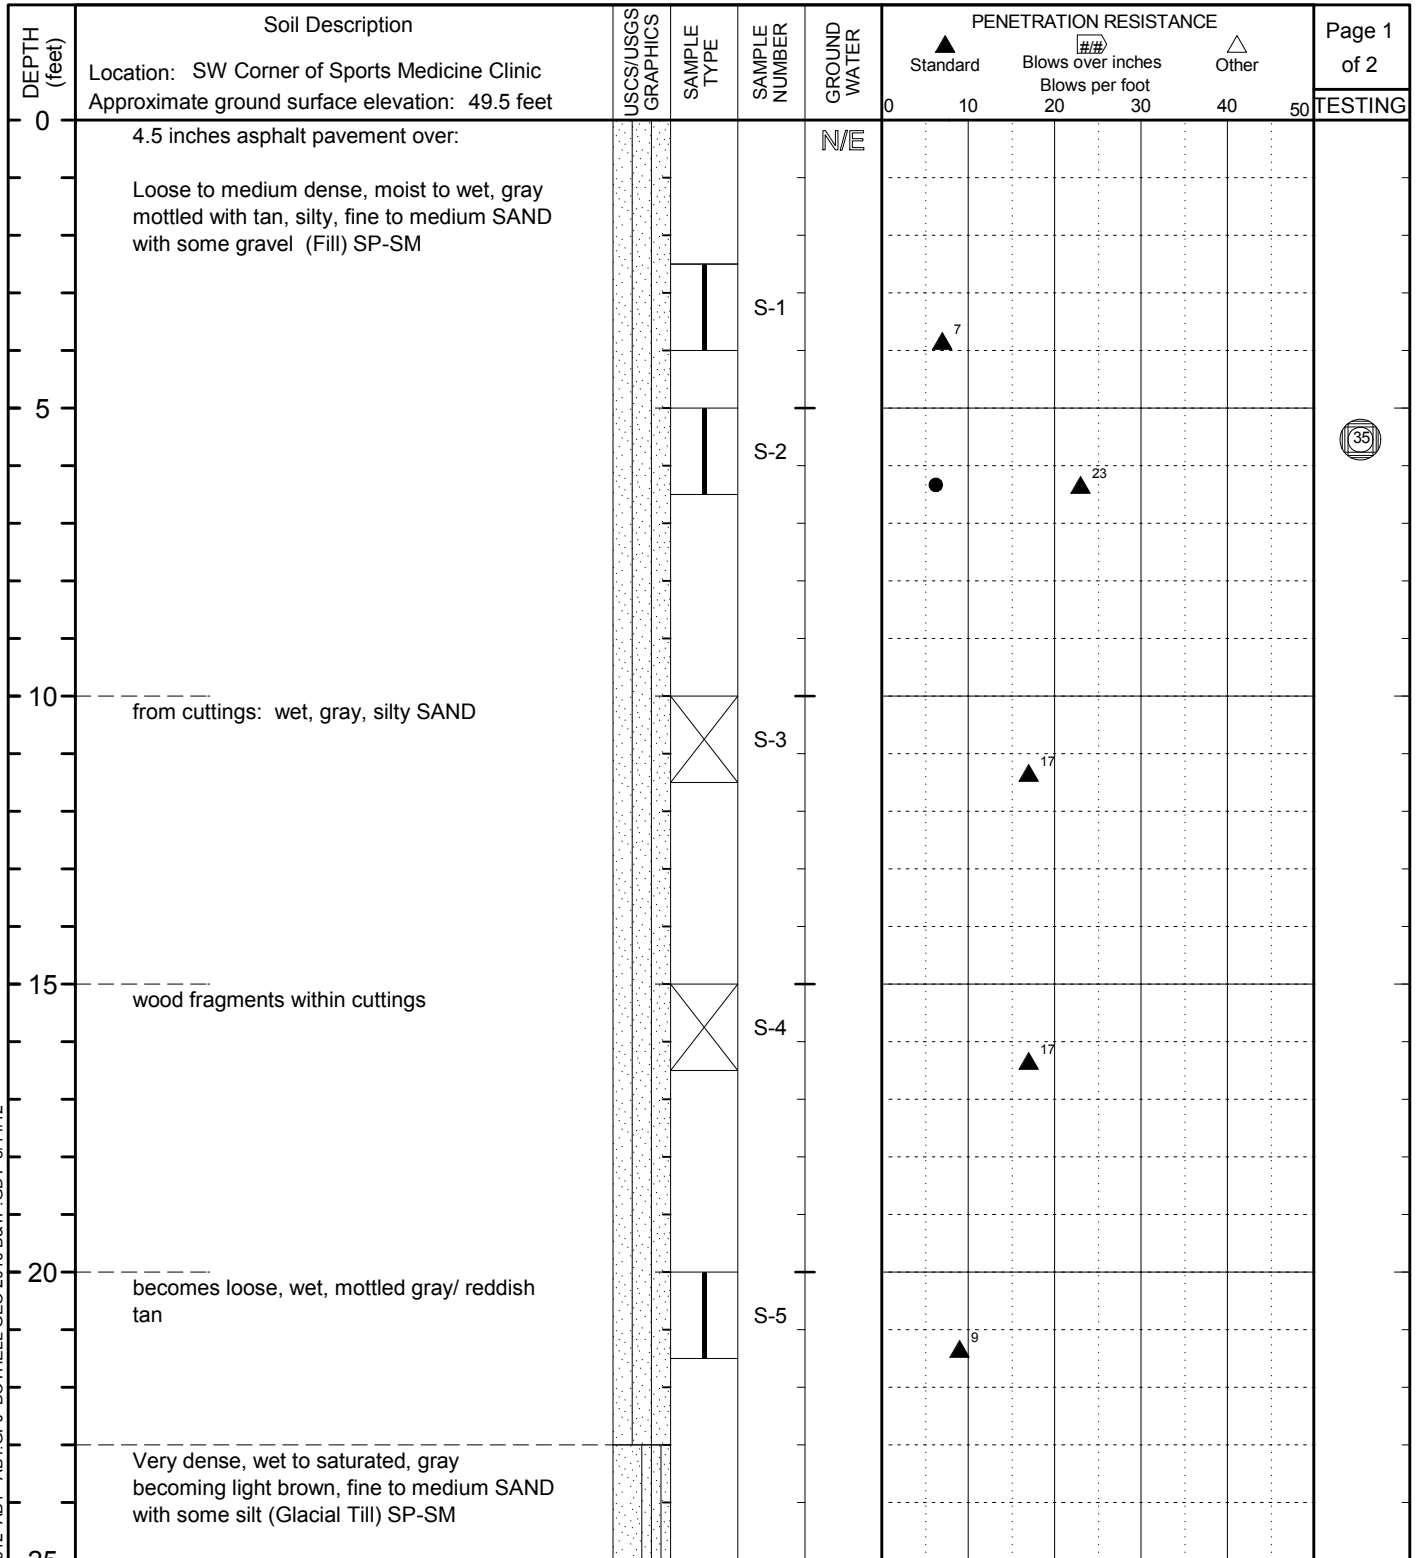 DEPTH
(feet)
Soil Description
Location: SW Corner of Sports Medicine Clinic
Approximate ground surface elevation: 49.5 feet
USCS/USGS
GRAPHICS
SAMPLE
TYPE
SAMPLE
NUMBER
GROUND
WATER
PENETRATION RESISTANCE
Standard
#/#
Blows over inches
Other
Blows per foot
0 10 20 30 40 50
Page 1
of 2
TESTING
0
4.5 inches asphalt pavement over:
N/E
Loose to medium dense, moist to wet, gray
mottled with tan, silty, fine to medium SAND
with some gravel (Fill) SP-SM
S-1
7
5
S-2
35
23
10
from cuttings: wet, gray, silty SAND
S-3
17
15
wood fragments within cuttings
S-4
17
20
becomes loose, wet, mottled gray/ reddish
tan
S-5
9
Very dense, wet to saturated, gray
becoming light brown, fine to medium SAND
with some silt (Glacial Till) SP-SM
25